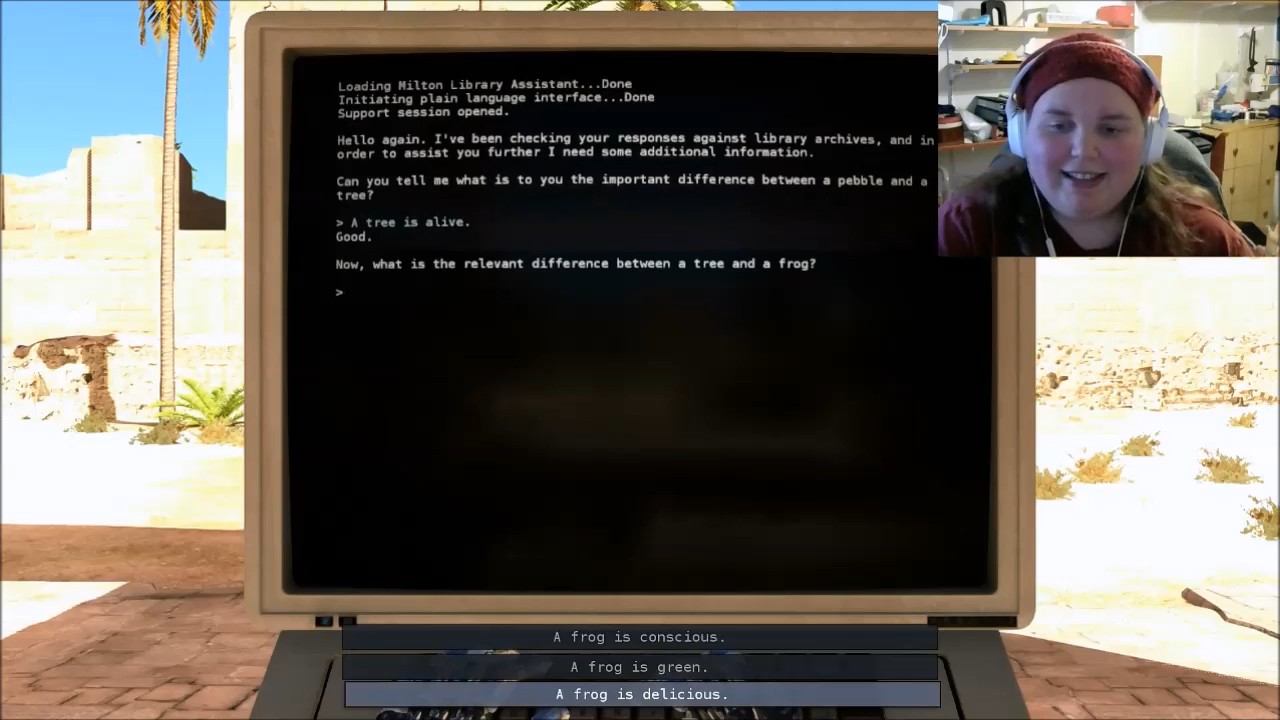 Loading Milton Library Assistant...Done
Initiating plain language interface...Done
Support session opened.
Hello again. I've been checking your responses against library archives, and in
order to assist you further I need some additional information.
Can you tell me what is to you the important difference between a pebble and a
tree?
> A tree is alive.
Good.
Now, what is the relevant difference between a tree and a frog?
>
A frog is conscious.
A frog is green.
A frog is delicious.